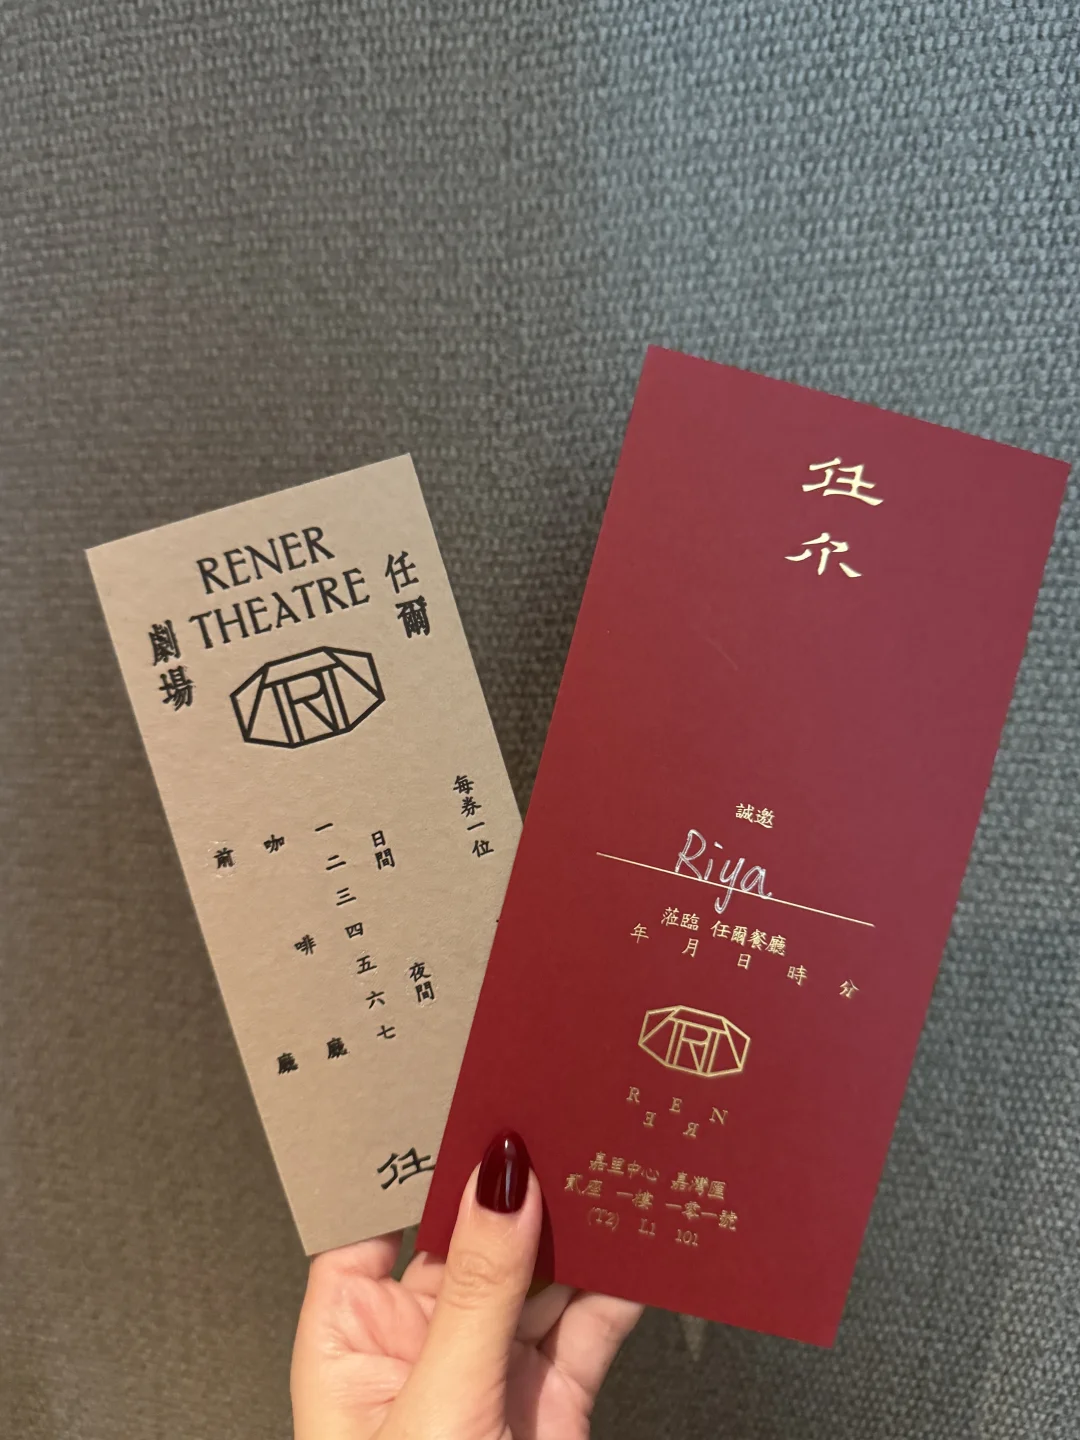 RENER
THEATRE
任爾
劇場
每券一位
日間
夜間
一二三四五六七
咖啡廳
前廳
任
任尔
誠邀
Riya
蒞臨 任爾餐廳
年 月 日 時 分
REN
ER
嘉里中心 嘉灣匯
貳座 一樓 一零一號
(T2) L1 101